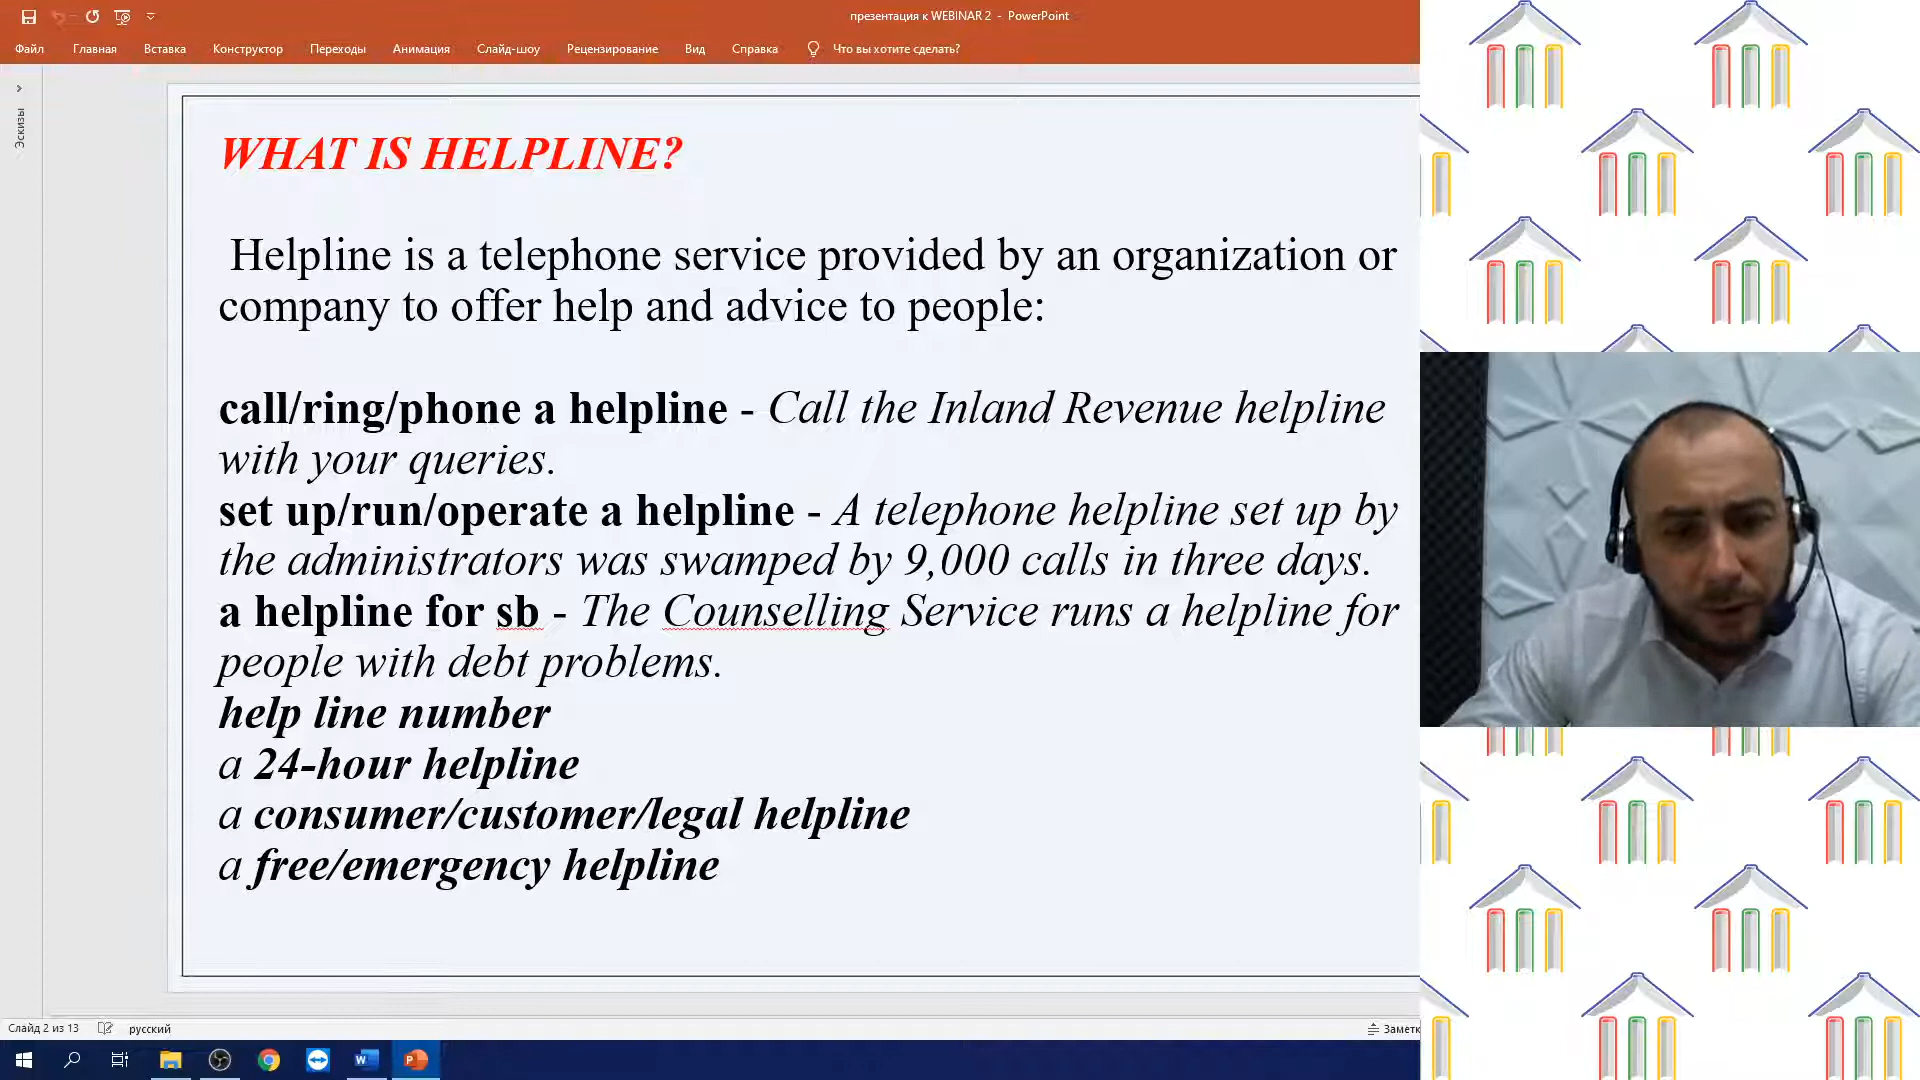 презентация к WEBINAR 2 - PowerPoint
Файл Главная Вставка Конструктор Переходы Анимация Слайд-шоу Рецензирование Вид Справка Что вы хотите сделать?
Эскизы
WHAT IS HELPLINE?
Helpline is a telephone service provided by an organization or
company to offer help and advice to people:
call/ring/phone a helpline - Call the Inland Revenue helpline
with your queries.
set up/run/operate a helpline - A telephone helpline set up by
the administrators was swamped by 9,000 calls in three days.
a helpline for sb - The Counselling Service runs a helpline for
people with debt problems.
help line number
a 24-hour helpline
a consumer/customer/legal helpline
a free/emergency helpline
Слайд 2 из 13 русский Заметк